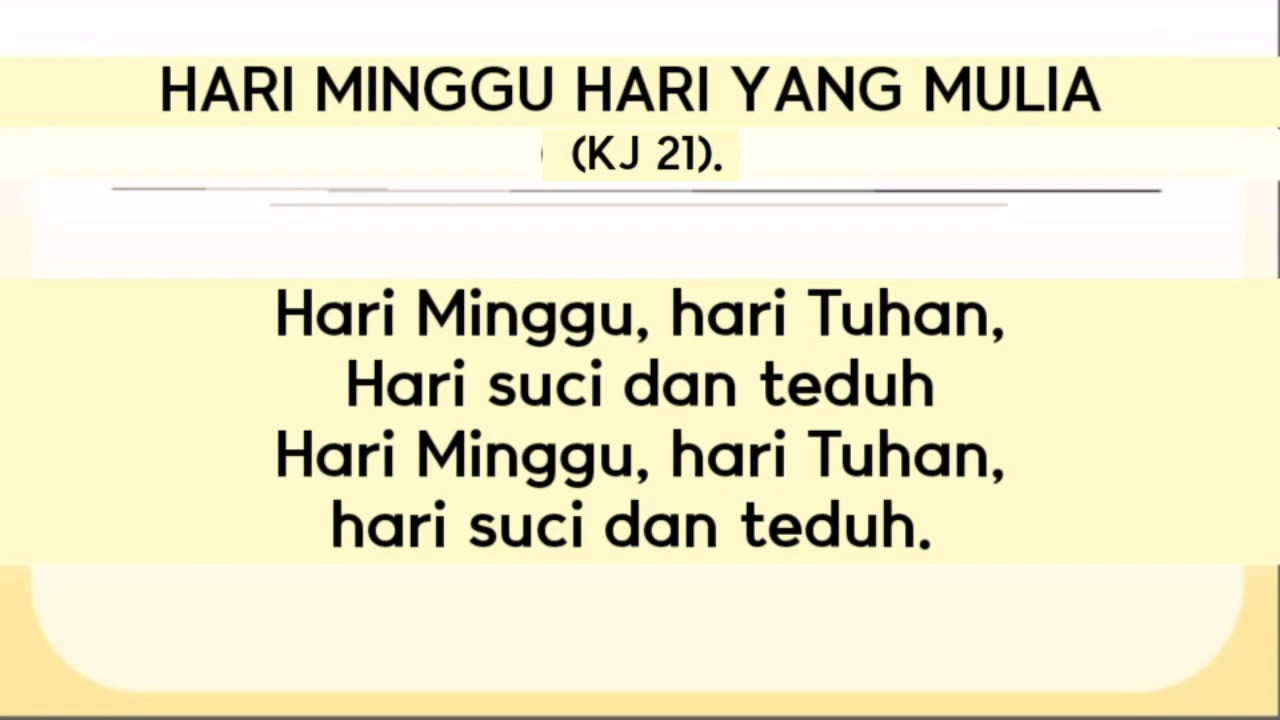 HARI MINGGU HARI YANG MULIA
(KJ 21).
Hari Minggu, hari Tuhan,
Hari suci dan teduh
Hari Minggu, hari Tuhan,
hari suci dan teduh.